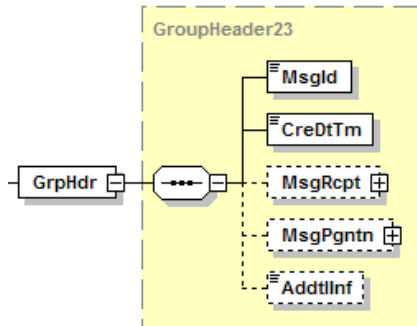 GroupHeader23
MsgId
CreDtTm
GrpHdr
MsgRcpt
MsgPgntn
AddtlInf